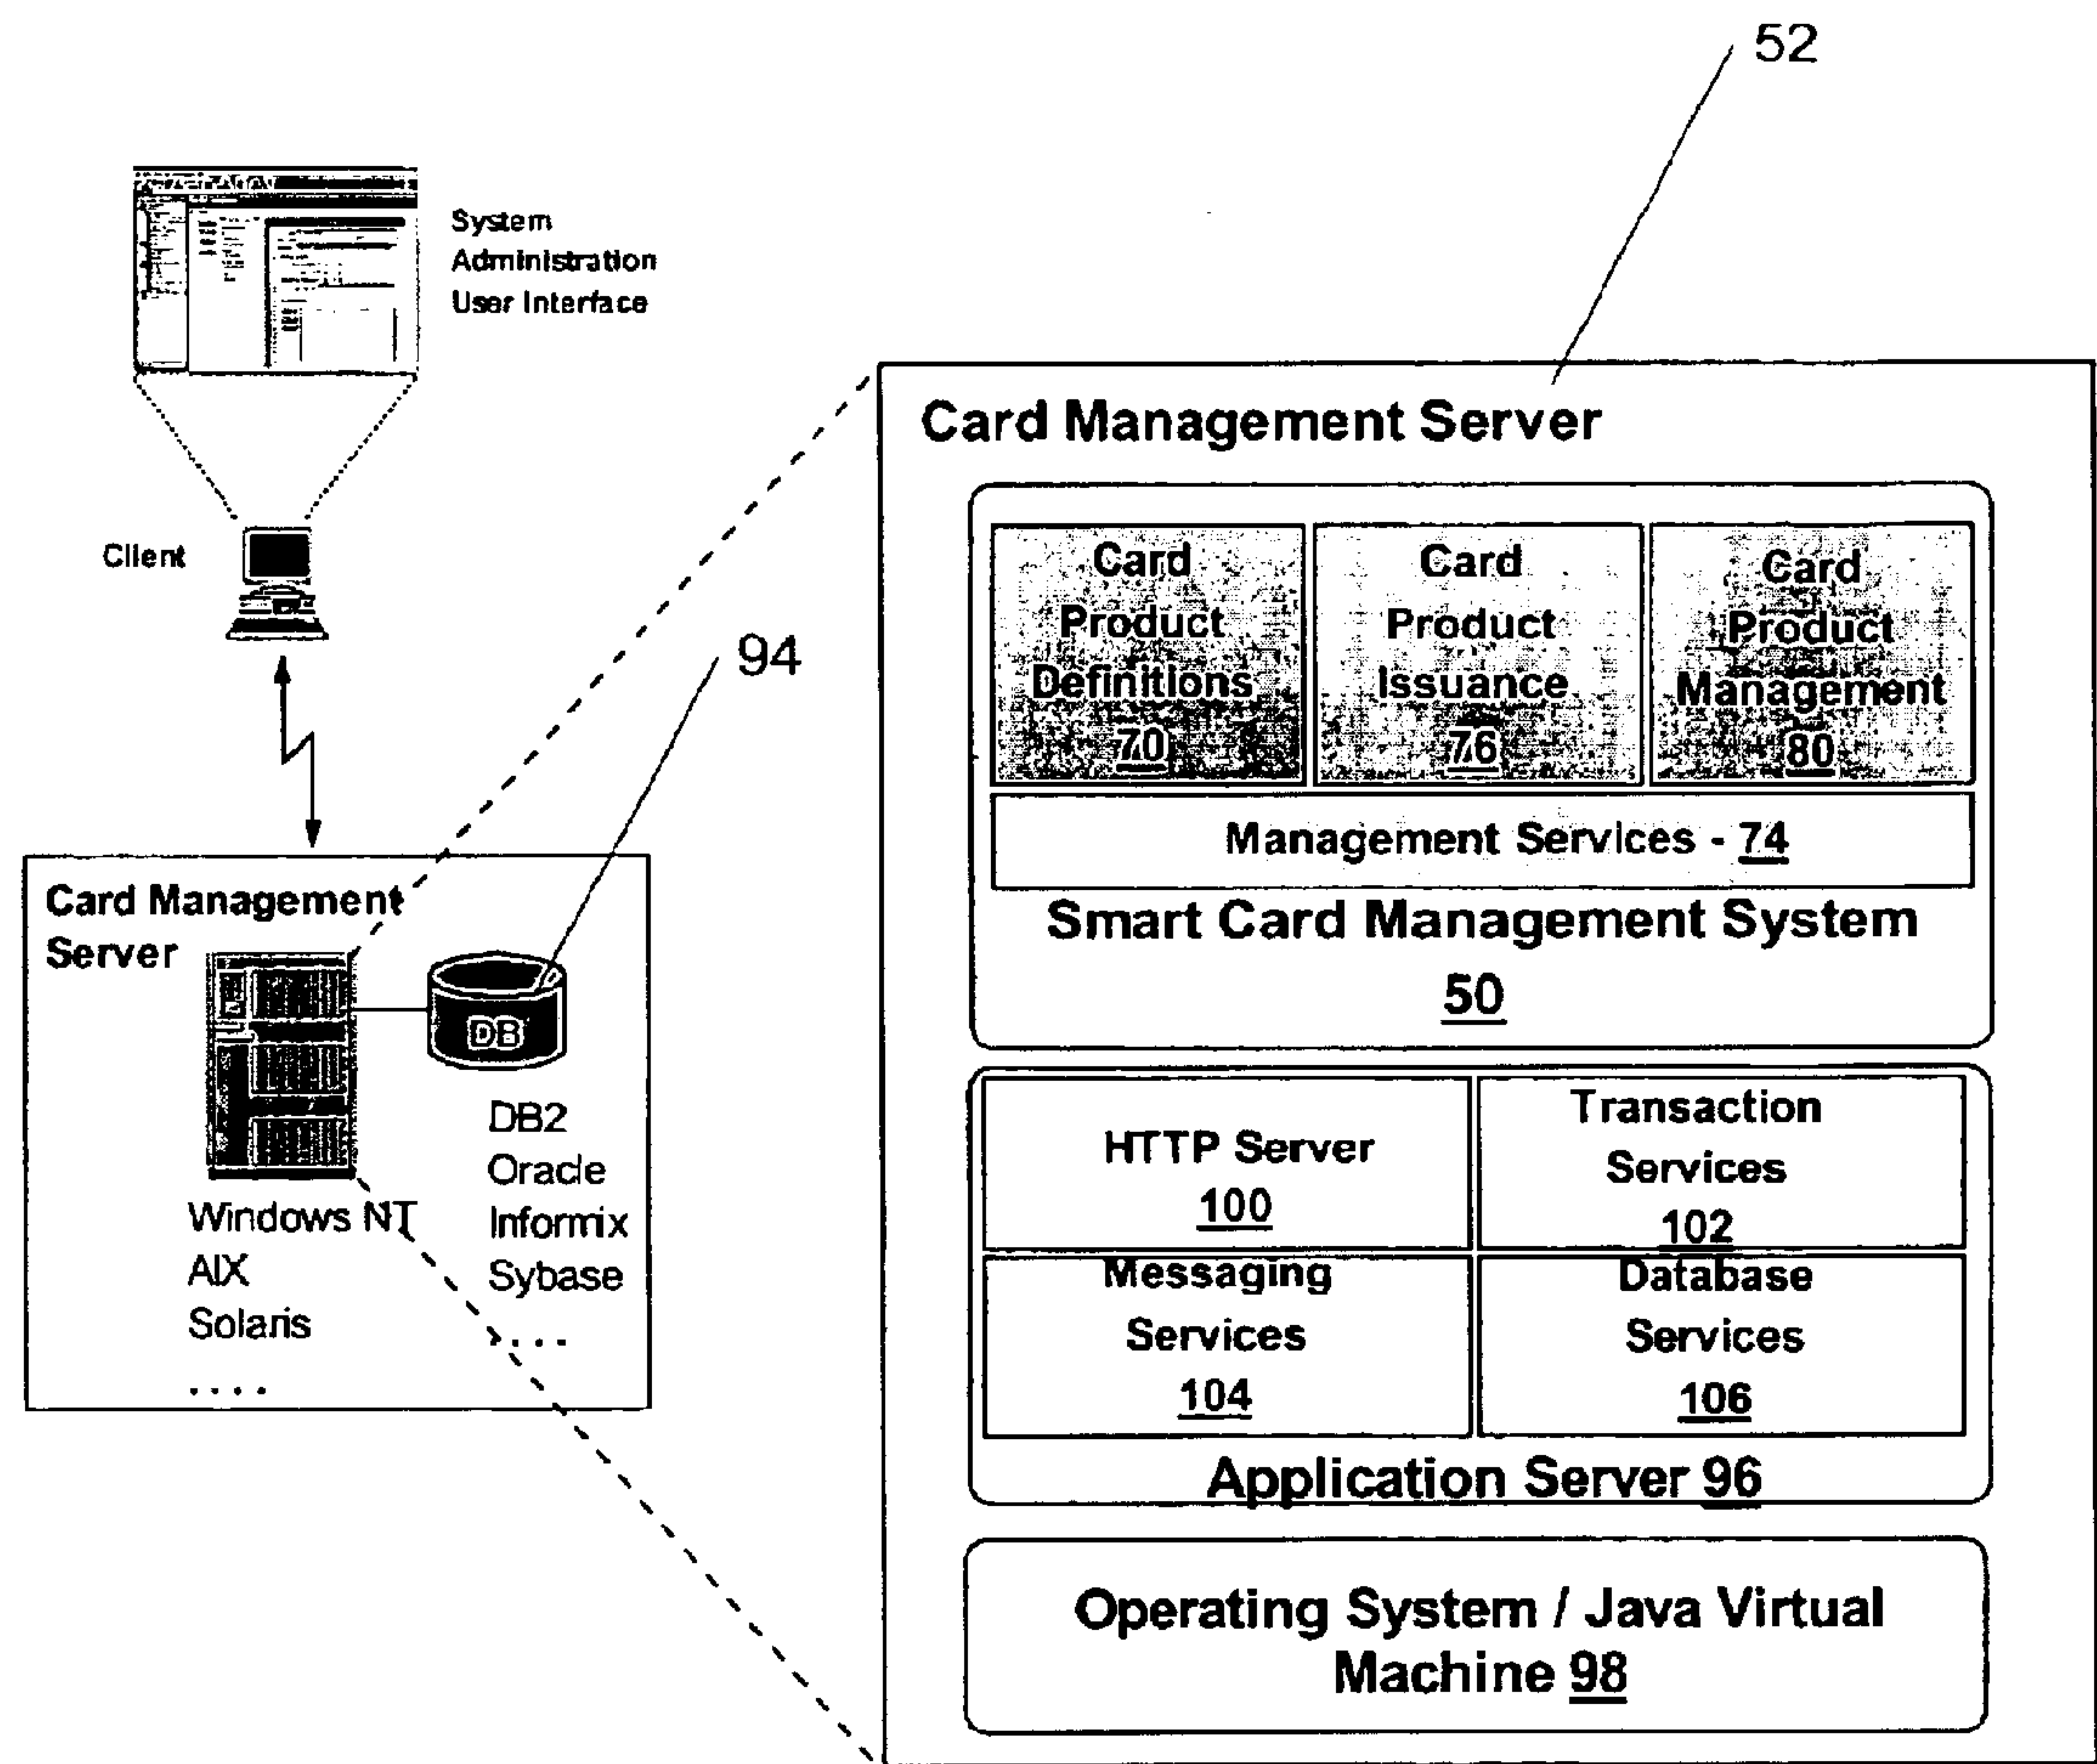 52
System
Administration
User Interface
Client
94
Card Management
Server
DB
Windows NT
AIX
Solaris
....
DB2
Oracle
Informix
Sybase
....
Card Management Server
Card
Product
Definitions
70
Card
Product
Issuance
76
Card
Product
Management
80
Management Services - 74
Smart Card Management System
50
HTTP Server
100
Transaction
Services
102
Messaging
Services
104
Database
Services
106
Application Server 96
Operating System / Java Virtual
Machine 98